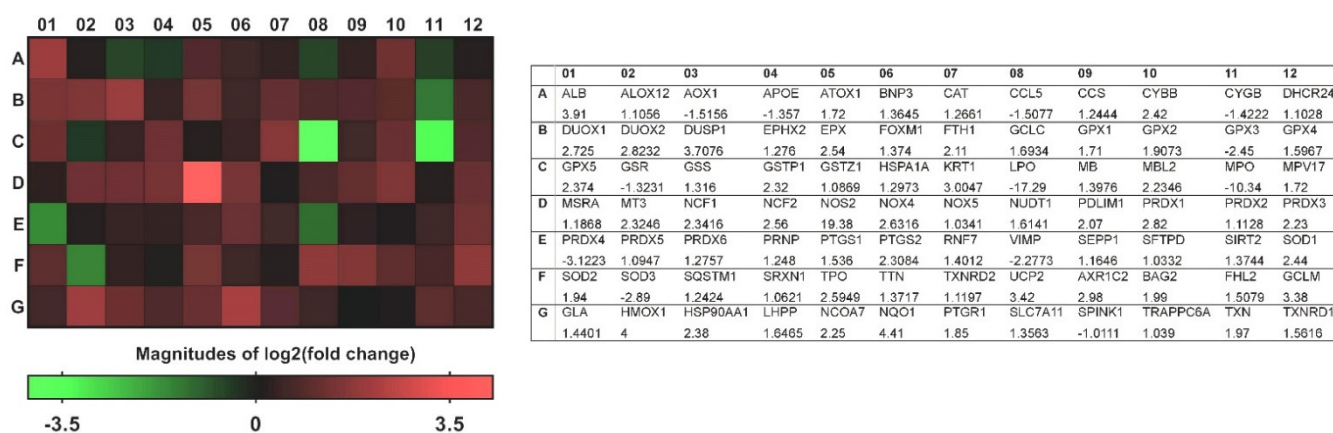 01 02 03 04 05 06 07 08 09 10 11 12
A
B
C
D
E
F
G
Magnitudes of log2(fold change)
-3.5 0 3.5
01 02 03 04 05 06 07 08 09 10 11 12
A ALB ALOX12 AOX1 APOE ATOX1 BNP3 CAT CCL5 CCS CYBB CYGB DHCR24
3.91 1.1056 -1.5156 -1.357 1.72 1.3645 1.2661 -1.5077 1.2444 2.42 -1.4222 1.1028
B DUOX1 DUOX2 DUSP1 EPHX2 EPX FOXM1 FTH1 GCLC GPX1 GPX2 GPX3 GPX4
2.725 2.8232 3.7076 1.276 2.54 1.374 2.11 1.6934 1.71 1.9073 -2.45 1.5967
C GPX5 GSR GSS GSTP1 GSTZ1 HSPA1A KRT1 LPO MB MBL2 MPO MPV17
2.374 -1.3231 1.316 2.32 1.0869 1.2973 3.0047 -17.29 1.3976 2.2346 -10.34 1.72
D MSRA MT3 NCF1 NCF2 NOS2 NOX4 NOX5 NUDT1 PDLIM1 PRDX1 PRDX2 PRDX3
1.1868 2.3246 2.3416 2.56 19.38 2.6316 1.0341 1.6141 2.07 2.82 1.1128 2.23
E PRDX4 PRDX5 PRDX6 PRNP PTGS1 PTGS2 RNF7 VIMP SEPP1 SFTPD SIRT2 SOD1
-3.1223 1.0947 1.2757 1.248 1.536 2.3084 1.4012 -2.2773 1.1646 1.0332 1.3744 2.44
F SOD2 SOD3 SQSTM1 SRXN1 TPO TTN TXNRD2 UCP2 AXR1C2 BAG2 FHL2 GCLM
1.94 -2.89 1.2424 1.0621 2.5949 1.3717 1.1197 3.42 2.98 1.99 1.5079 3.38
G GLA HMOX1 HSP90AA1 LHPP NCOA7 NQO1 PTGR1 SLC7A11 SPINK1 TRAPPC6A TXN TXNRD1
1.4401 4 2.38 1.6465 2.25 4.41 1.85 1.3563 -1.0111 1.039 1.97 1.5616